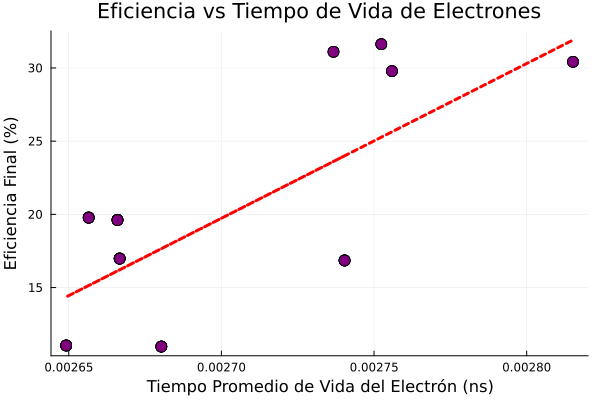 Eficiencia vs Tiempo de Vida de Electrones
Eficiencia Final (%)
30
25
20
15
0.00265
0.00270
0.00275
0.00280
Tiempo Promedio de Vida del Electrón (ns)